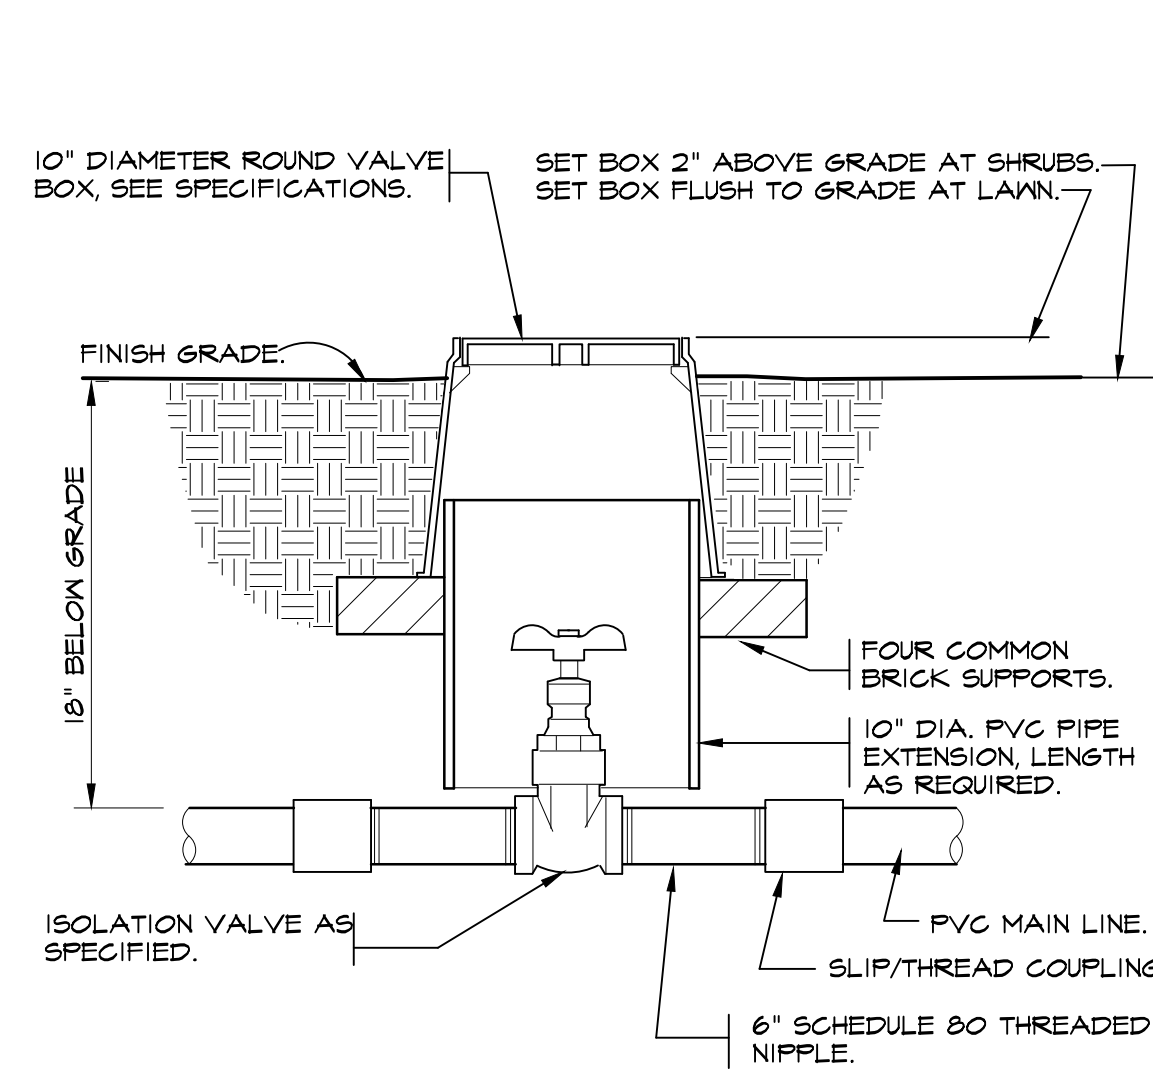 10" DIAMETER ROUND VALVE
BOX, SEE SPECIFICATIONS.
SET BOX 2" ABOVE GRADE AT SHRUBS.
SET BOX FLUSH TO GRADE AT LAWN.
FINISH GRADE.
18" BELOW GRADE
FOUR COMMON
BRICK SUPPORTS.
10" DIA. PVC PIPE
EXTENSION, LENGTH
AS REQUIRED.
ISOLATION VALVE AS
SPECIFIED.
PVC MAIN LINE.
SLIP/THREAD COUPLING
6" SCHEDULE 80 THREADED
NIPPLE.